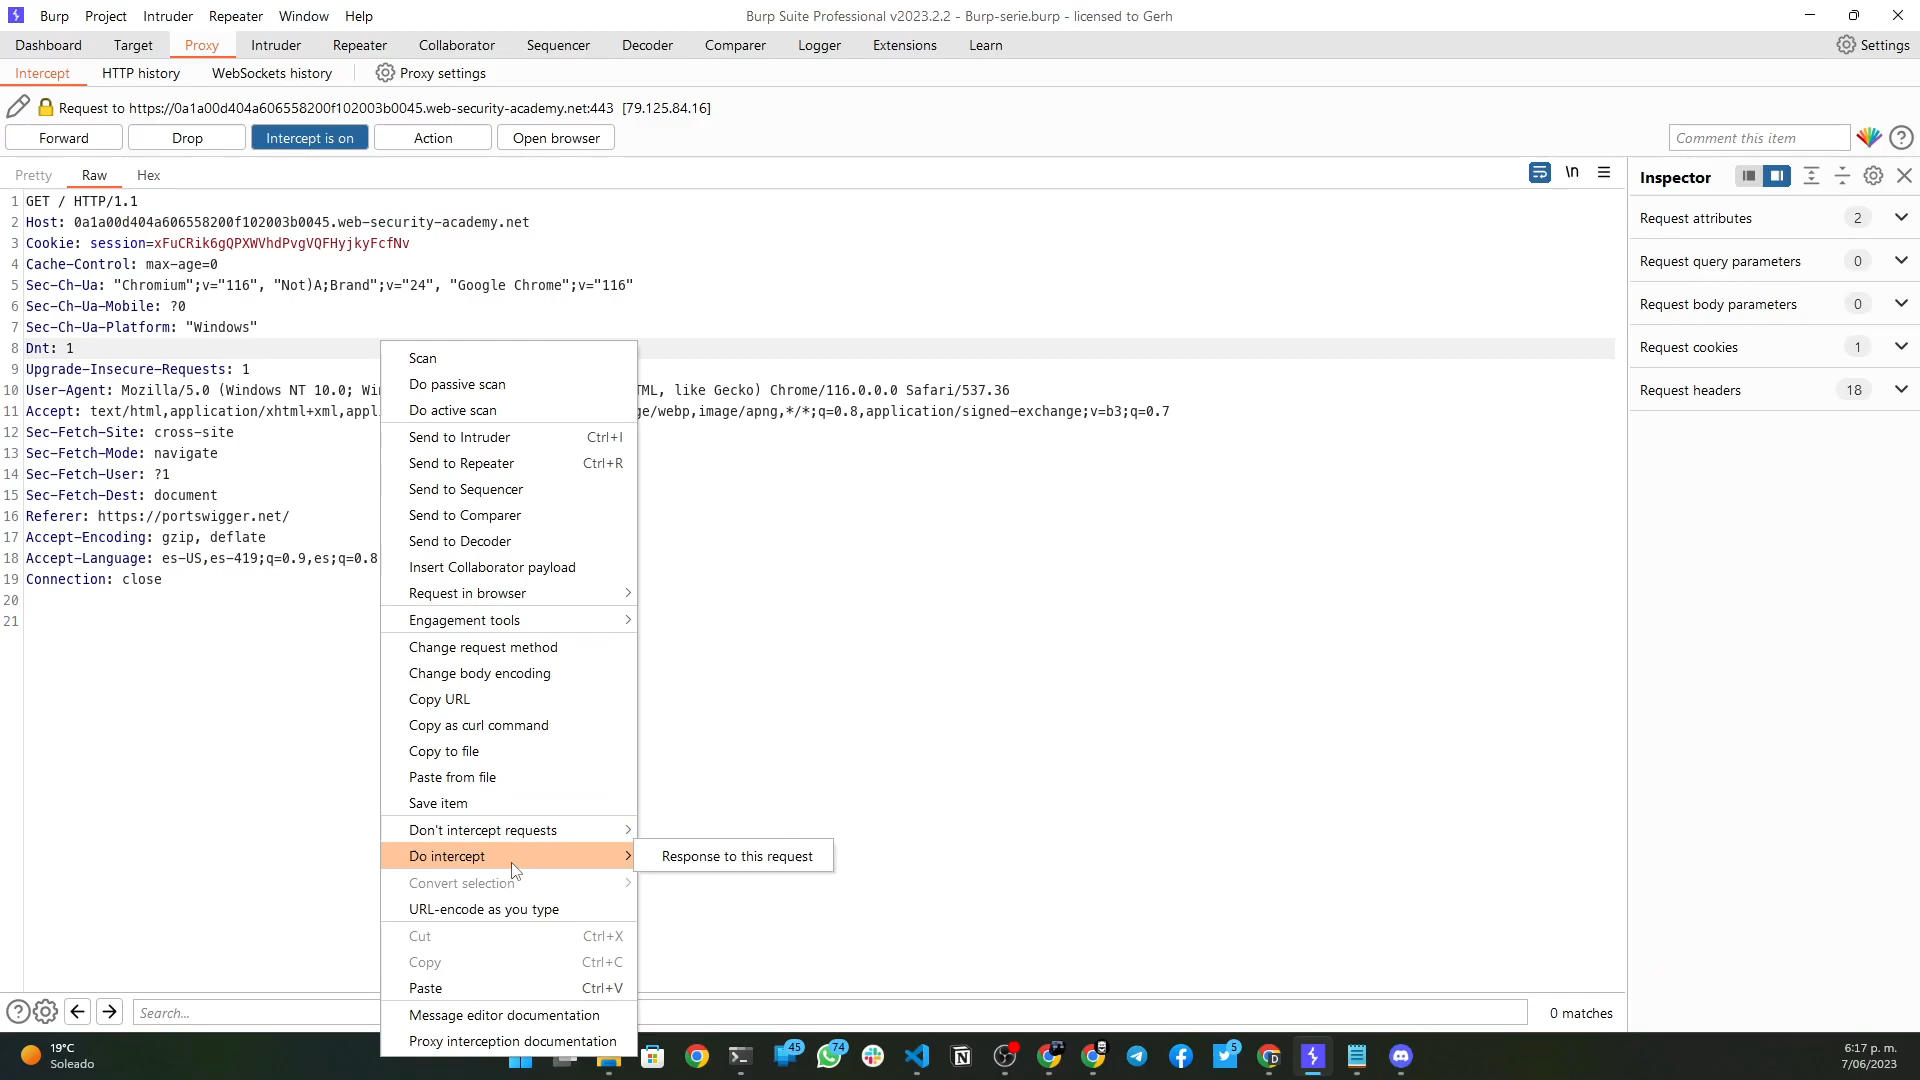 Burp Project Intruder Repeater Window Help
Burp Suite Professional v2023.2.2 - Burp-serie.burp - licensed to Gerh
Dashboard Target Proxy Intruder Repeater Collaborator Sequencer Decoder Comparer Logger Extensions Learn
Settings
Intercept HTTP history WebSockets history Proxy settings
Request to https://0a1a00d404a606558200f102003b0045.web-security-academy.net:443 [79.125.84.16]
Forward Drop Intercept is on Action Open browser
Comment this item
Pretty Raw Hex
\n
1 GET / HTTP/1.1
2 Host: 0a1a00d404a606558200f102003b0045.web-security-academy.net
3 Cookie: session=xFuCRik6gQPXWVhdPvgVQFHyjkyFcfNv
4 Cache-Control: max-age=0
5 Sec-Ch-Ua: "Chromium";v="116", "Not)A;Brand";v="24", "Google Chrome";v="116"
6 Sec-Ch-Ua-Mobile: ?0
7 Sec-Ch-Ua-Platform: "Windows"
8 Dnt: 1
9 Upgrade-Insecure-Requests: 1
10 User-Agent: Mozilla/5.0 (Windows NT 10.0; Wi TML, like Gecko) Chrome/116.0.0.0 Safari/537.36
11 Accept: text/html,application/xhtml+xml,appl ge/webp,image/apng,*/*;q=0.8,application/signed-exchange;v=b3;q=0.7
12 Sec-Fetch-Site: cross-site
13 Sec-Fetch-Mode: navigate
14 Sec-Fetch-User: ?1
15 Sec-Fetch-Dest: document
16 Referer: https://portswigger.net/
17 Accept-Encoding: gzip, deflate
18 Accept-Language: es-US,es-419;q=0.9,es;q=0.8
19 Connection: close
20
21
Scan
Do passive scan
Do active scan
Send to Intruder Ctrl+I
Send to Repeater Ctrl+R
Send to Sequencer
Send to Comparer
Send to Decoder
Insert Collaborator payload
Request in browser
Engagement tools
Change request method
Change body encoding
Copy URL
Copy as curl command
Copy to file
Paste from file
Save item
Don't intercept requests
Do intercept
Response to this request
Convert selection
URL-encode as you type
Cut Ctrl+X
Copy Ctrl+C
Paste Ctrl+V
Message editor documentation
Proxy interception documentation
Inspector
Request attributes 2
Request query parameters 0
Request body parameters 0
Request cookies 1
Request headers 18
Search...
0 matches
19°C
Soleado
45
74
5
6:17 p. m.
7/06/2023